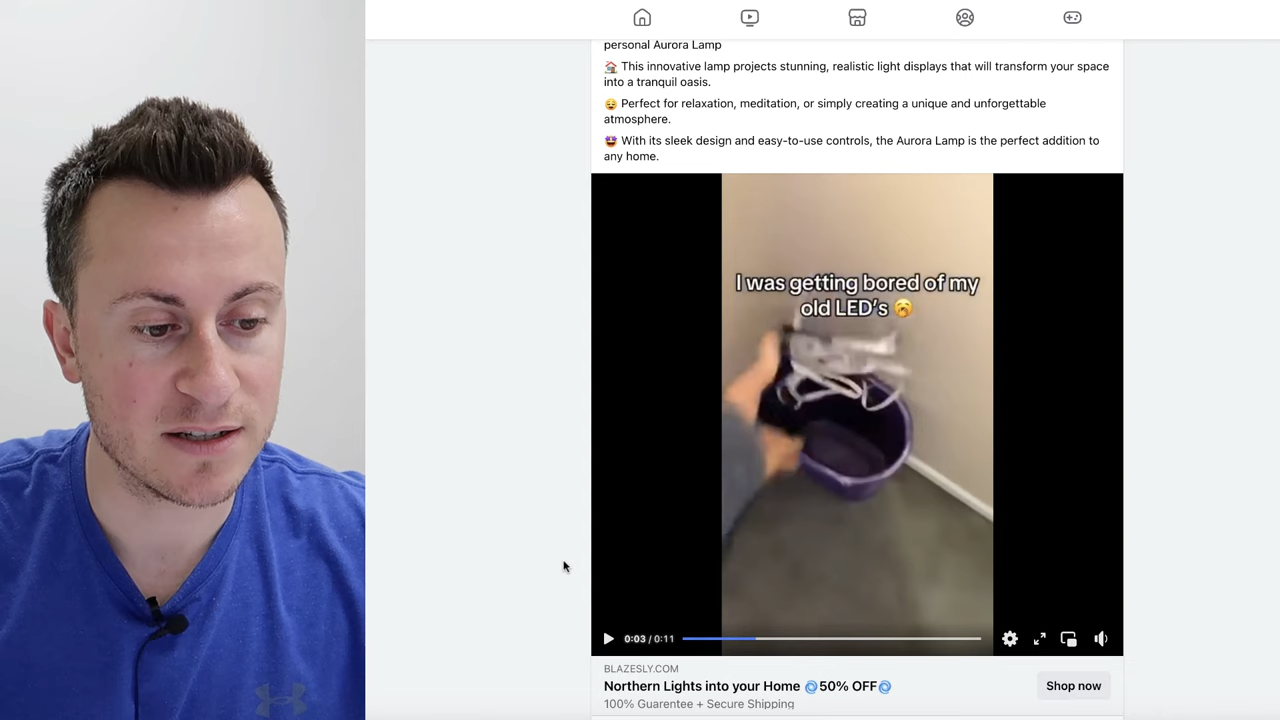 personal Aurora Lamp
🏠 This innovative lamp projects stunning, realistic light displays that will transform your space
into a tranquil oasis.
😌 Perfect for relaxation, meditation, or simply creating a unique and unforgettable
atmosphere.
🤩 With its sleek design and easy-to-use controls, the Aurora Lamp is the perfect addition to
any home.
I was getting bored of my
old LED's 🥱
0:03 / 0:11
BLAZESLY.COM
Northern Lights into your Home 🌀50% OFF🌀
100% Guarentee + Secure Shipping
Shop now